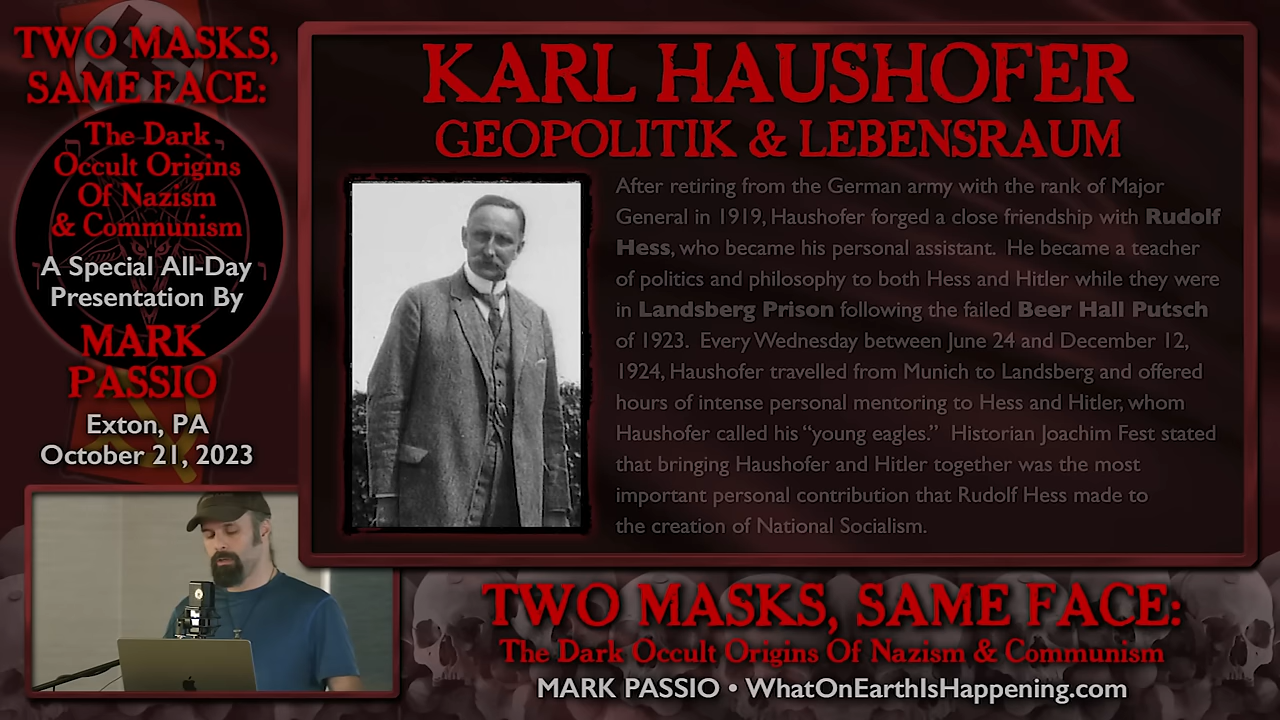 TWO MASKS,
SAME FACE:
The Dark
Occult Origins
Of Nazism
& Communism
A Special All-Day
Presentation By
MARK
PASSIO
Exton, PA
October 21, 2023
KARL HAUSHOFER
GEOPOLITIK & LEBENSRAUM
After retiring from the German army with the rank of Major
General in 1919, Haushofer forged a close friendship with Rudolf
Hess, who became his personal assistant. He became a teacher
of politics and philosophy to both Hess and Hitler while they were
in Landsberg Prison following the failed Beer Hall Putsch
of 1923. Every Wednesday between June 24 and December 12,
1924, Haushofer travelled from Munich to Landsberg and offered
hours of intense personal mentoring to Hess and Hitler, whom
Haushofer called his “young eagles.” Historian Joachim Fest stated
that bringing Haushofer and Hitler together was the most
important personal contribution that Rudolf Hess made to
the creation of National Socialism.
TWO MASKS, SAME FACE:
The Dark Occult Origins Of Nazism & Communism
MARK PASSIO • WhatOnEarthIsHappening.com